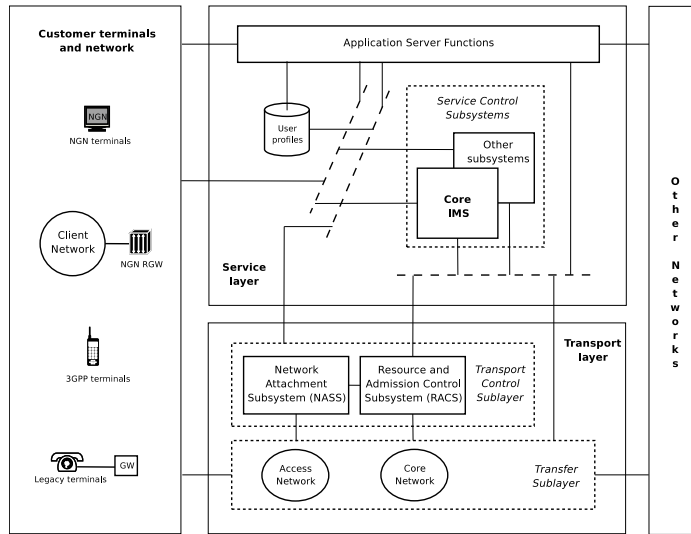 Customer terminals
and network
NGN
NGN terminals
Client
Network
NGN RGW
3GPP terminals
GW
Legacy terminals
Application Server Functions
User
profiles
Service Control
Subsystems
Other
subsystems
Core
IMS
Service
layer
Transport
layer
Network
Attachment
Subsystem (NASS)
Resource and
Admission Control
Subsystem (RACS)
Transport
Control
Sublayer
Access
Network
Core
Network
Transfer
Sublayer
Other Networks